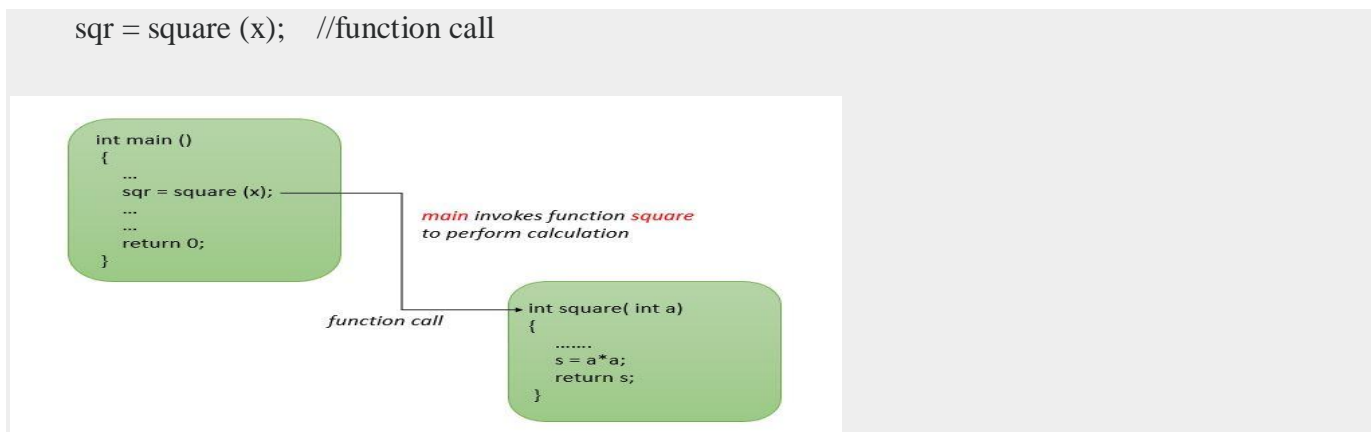 sqr = square (x); //function call
int main ()
{
...
sqr = square (x);
...
...
return 0;
}
main invokes function square
to perform calculation
function call
int square( int a)
{
.......
s = a*a;
return s;
}